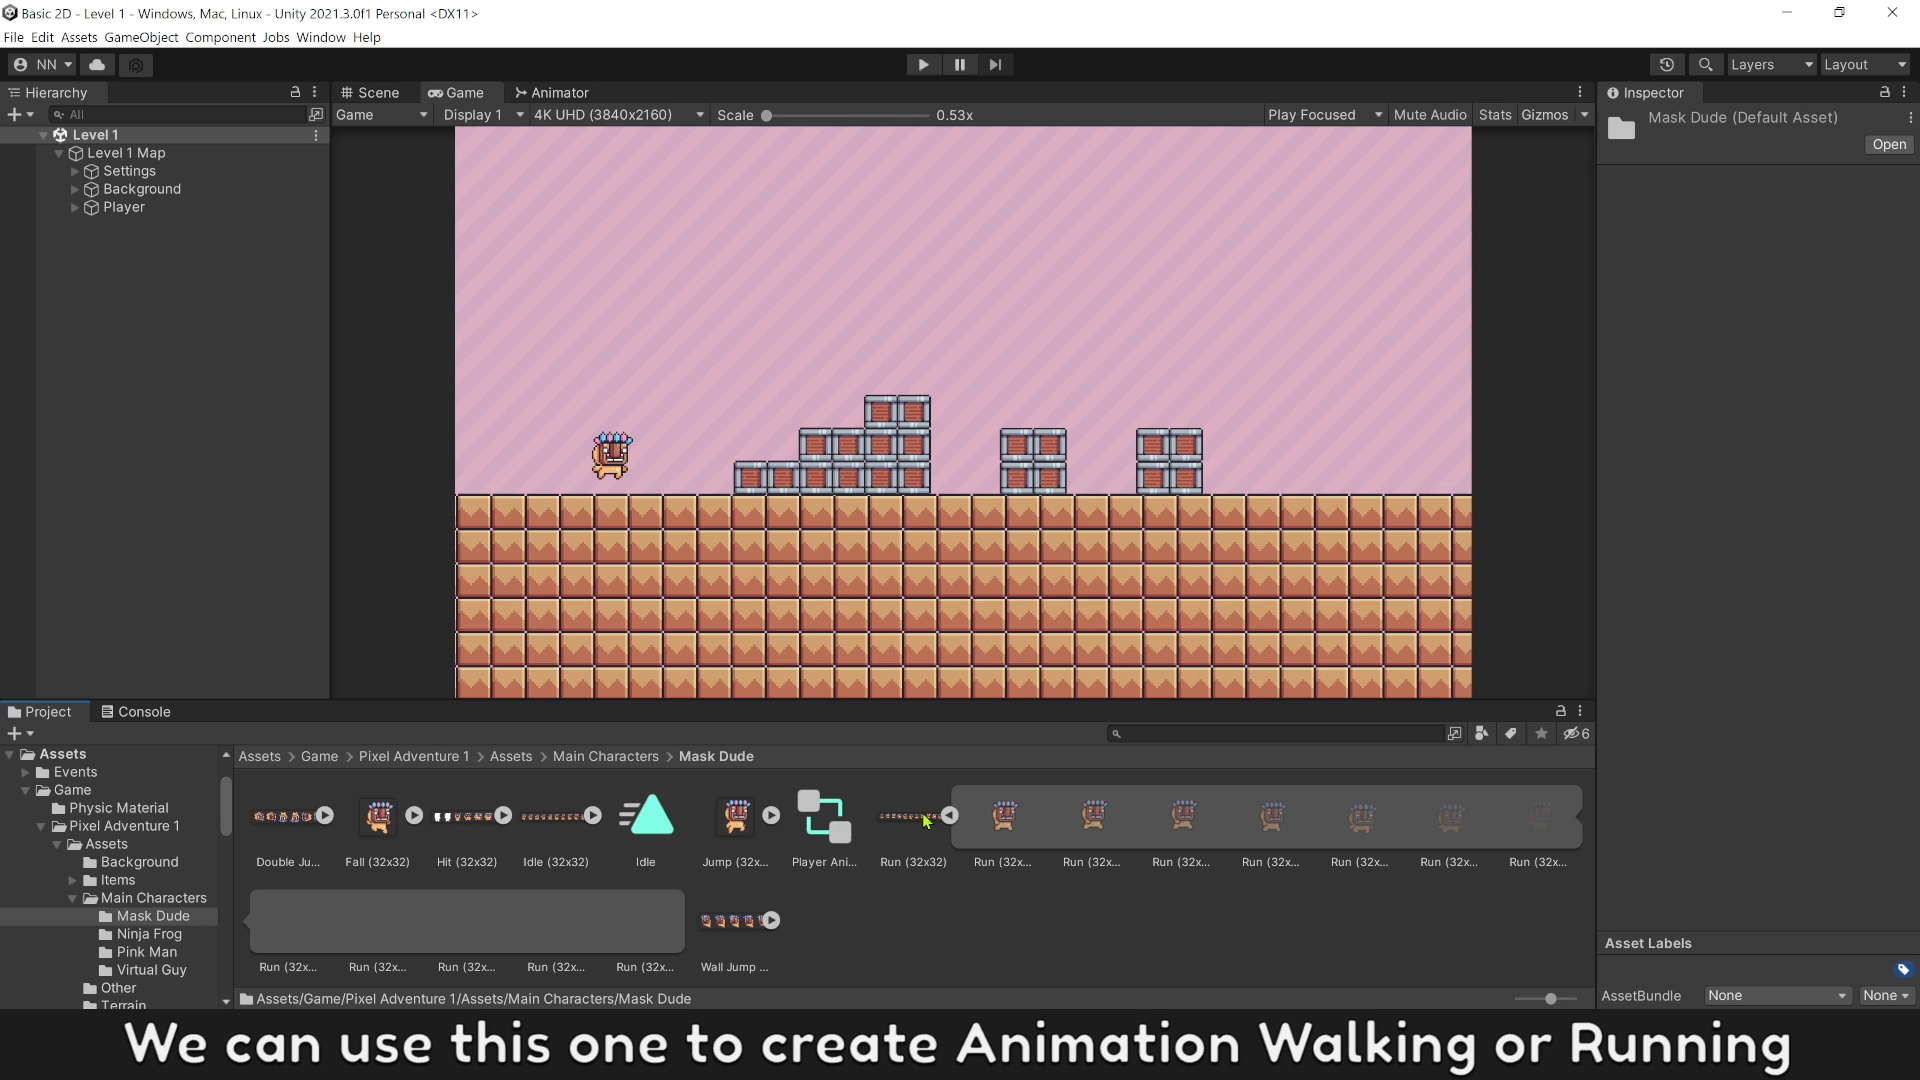 Basic 2D - Level 1 - Windows, Mac, Linux - Unity 2021.3.0f1 Personal <DX11>
File Edit Assets GameObject Component Jobs Window Help
NN
Layers
Layout
Hierarchy
All
Level 1
Level 1 Map
Settings
Background
Player
Scene
Game
Animator
Game
Display 1
4K UHD (3840x2160)
Scale
0.53x
Play Focused
Mute Audio
Stats
Gizmos
Inspector
Mask Dude (Default Asset)
Open
Project
Console
6
Assets
Events
Game
Physic Material
Pixel Adventure 1
Assets
Background
Items
Main Characters
Mask Dude
Ninja Frog
Pink Man
Virtual Guy
Other
Terrain
Assets > Game > Pixel Adventure 1 > Assets > Main Characters > Mask Dude
Double Ju...
Fall (32x32)
Hit (32x32)
Idle (32x32)
Idle
Jump (32x...
Player Ani...
Run (32x32)
Run (32x...
Run (32x...
Run (32x...
Run (32x...
Run (32x...
Run (32x...
Run (32x...
Run (32x...
Run (32x...
Run (32x...
Run (32x...
Run (32x...
Wall Jump ...
Assets/Game/Pixel Adventure 1/Assets/Main Characters/Mask Dude
Asset Labels
AssetBundle
None
None
We can use this one to create Animation Walking or Running